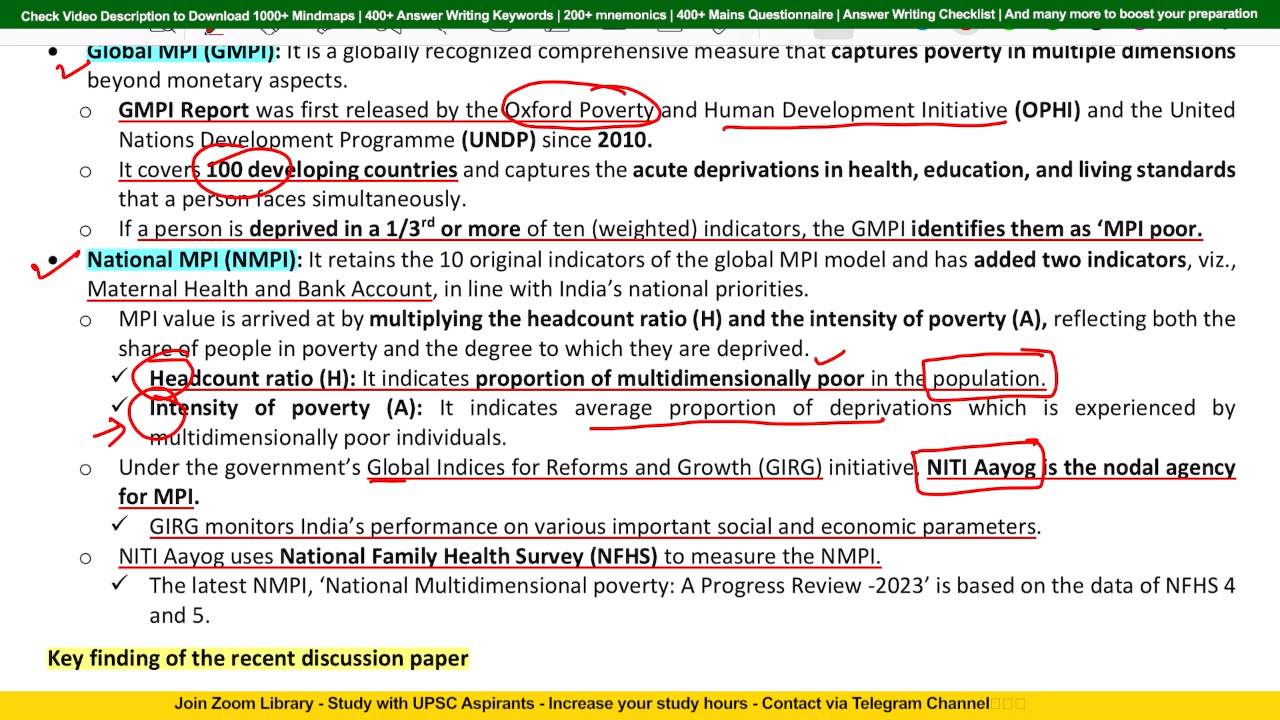 Check Video Description to Download 1000+ Mindmaps | 400+ Answer Writing Keywords | 200+ mnemonics | 400+ Mains Questionnaire | Answer Writing Checklist | And many more to boost your preparation
• Global MPI (GMPI): It is a globally recognized comprehensive measure that captures poverty in multiple dimensions
beyond monetary aspects.
o GMPI Report was first released by the Oxford Poverty and Human Development Initiative (OPHI) and the United
Nations Development Programme (UNDP) since 2010.
o It covers 100 developing countries and captures the acute deprivations in health, education, and living standards
that a person faces simultaneously.
o If a person is deprived in a 1/3rd or more of ten (weighted) indicators, the GMPI identifies them as ‘MPI poor.
• National MPI (NMPI): It retains the 10 original indicators of the global MPI model and has added two indicators, viz.,
Maternal Health and Bank Account, in line with India’s national priorities.
o MPI value is arrived at by multiplying the headcount ratio (H) and the intensity of poverty (A), reflecting both the
share of people in poverty and the degree to which they are deprived.
✓ Headcount ratio (H): It indicates proportion of multidimensionally poor in the population.
✓ Intensity of poverty (A): It indicates average proportion of deprivations which is experienced by
multidimensionally poor individuals.
o Under the government’s Global Indices for Reforms and Growth (GIRG) initiative, NITI Aayog is the nodal agency
for MPI.
✓ GIRG monitors India’s performance on various important social and economic parameters.
o NITI Aayog uses National Family Health Survey (NFHS) to measure the NMPI.
✓ The latest NMPI, ‘National Multidimensional poverty: A Progress Review -2023’ is based on the data of NFHS 4
and 5.
Key finding of the recent discussion paper
Join Zoom Library - Study with UPSC Aspirants - Increase your study hours - Contact via Telegram Channel